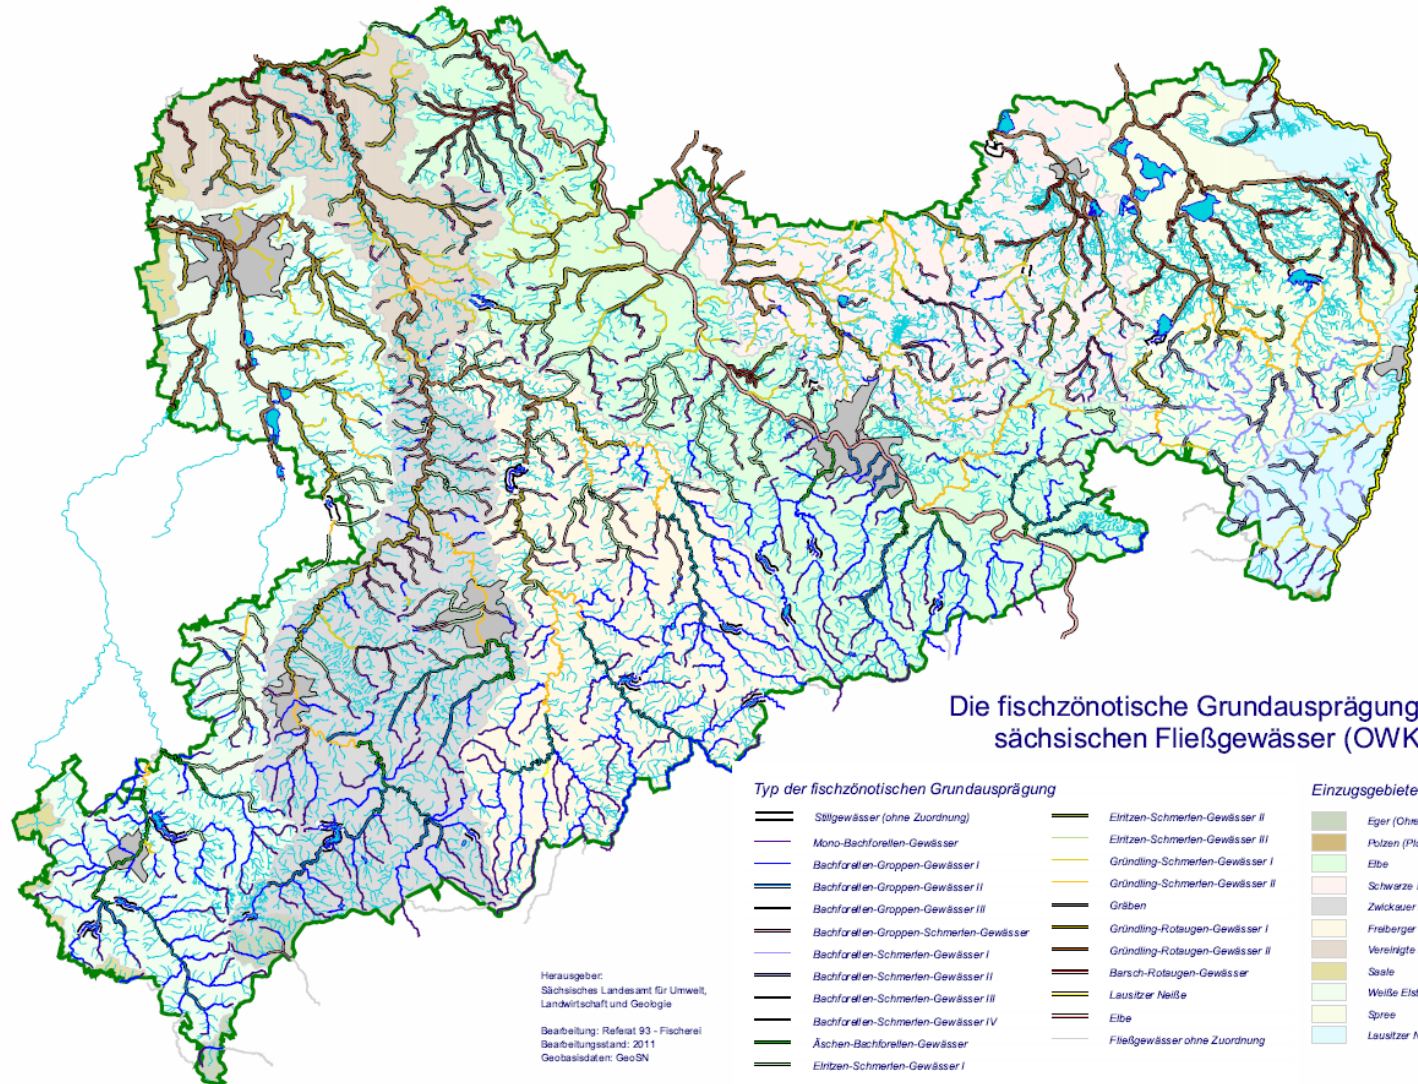 Die fischzönotische Grundausprägung
sächsischen Fließgewässer (OWK
Typ der fischzönotischen Grundausprägung
Stillgewässer (ohne Zuordnung)
Mono-Bachforellen-Gewässer
Bachforellen-Groppen-Gewässer I
Bachforellen-Groppen-Gewässer II
Bachforellen-Groppen-Gewässer III
Bachforellen-Groppen-Schmerlen-Gewässer
Bachforellen-Schmerlen-Gewässer I
Bachforellen-Schmerlen-Gewässer II
Bachforellen-Schmerlen-Gewässer III
Bachforellen-Schmerlen-Gewässer IV
Äschen-Bachforellen-Gewässer
Elritzen-Schmerlen-Gewässer I
Elritzen-Schmerlen-Gewässer II
Elritzen-Schmerlen-Gewässer III
Gründling-Schmerlen-Gewässer I
Gründling-Schmerlen-Gewässer II
Gräben
Gründling-Rotaugen-Gewässer I
Gründling-Rotaugen-Gewässer II
Barsch-Rotaugen-Gewässer
Lausitzer Neiße
Elbe
Fließgewässer ohne Zuordnung
Einzugsgebiete
Eger (Ohre
Polzen (Plo
Elbe
Schwarze
Zwickauer
Freiberger
Vereinigte
Saale
Weiße Elst
Spree
Lausitzer N
Herausgeber:
Sächsisches Landesamt für Umwelt,
Landwirtschaft und Geologie
Bearbeitung: Referat 93 - Fischerei
Bearbeitungsstand: 2011
Geobasisdaten: GeoSN